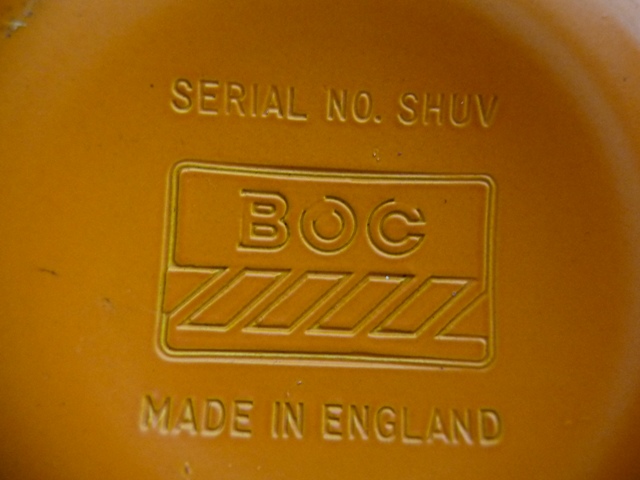 SERIAL NO. SHUV
BOC
MADE IN ENGLAND